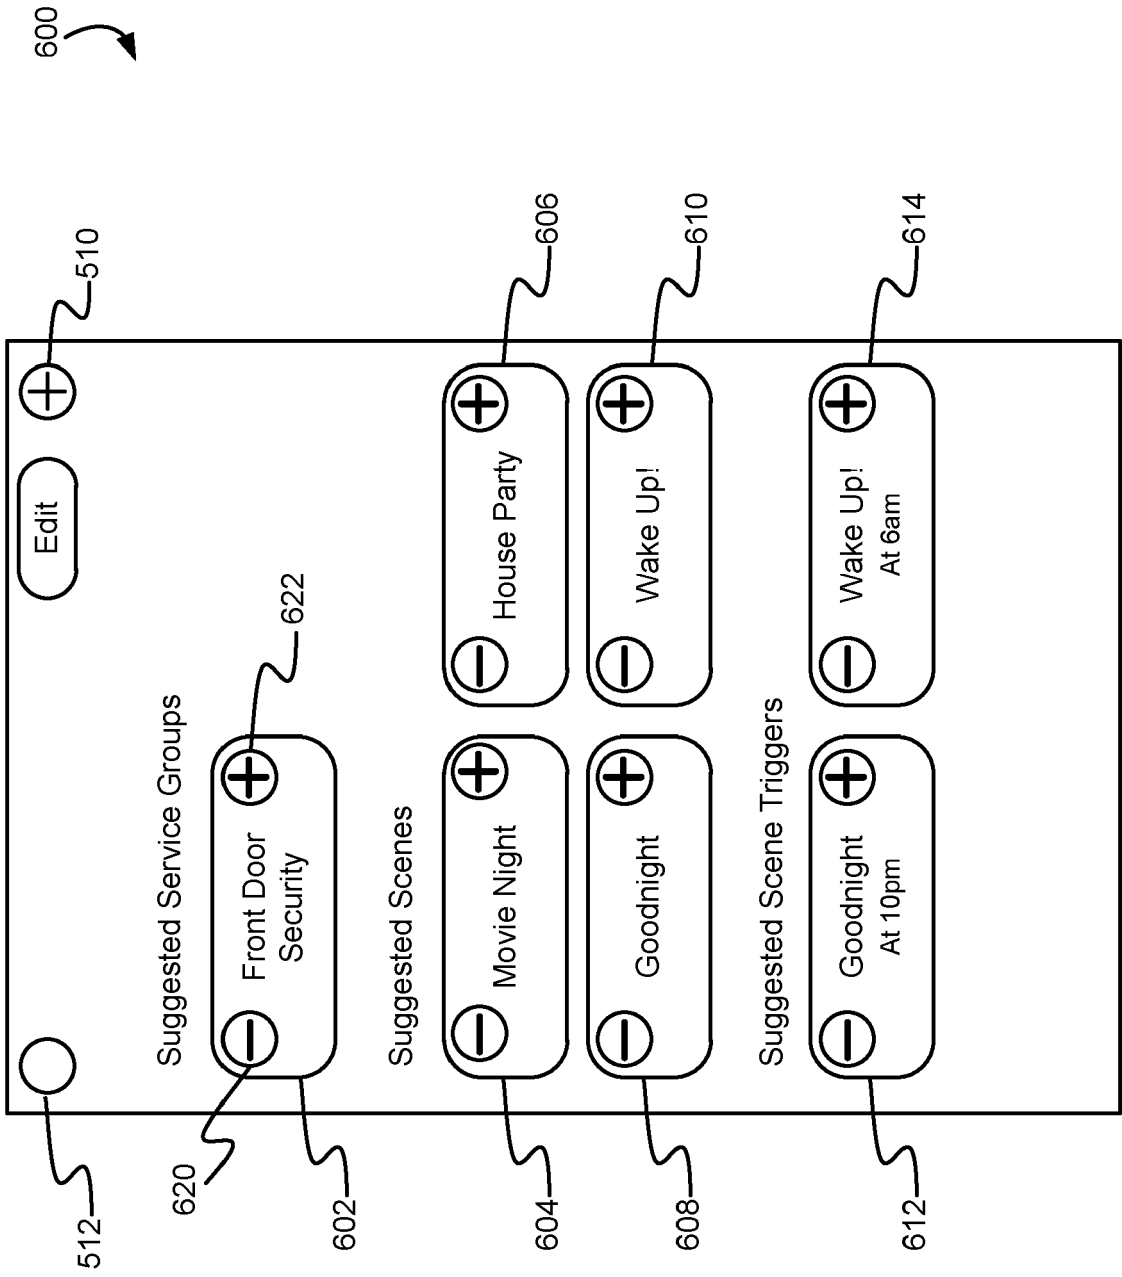 600
512
Edit
510
Suggested Service Groups
620
622
Front Door
Security
602
Suggested Scenes
Movie Night
House Party
604
606
Goodnight
Wake Up!
608
610
Suggested Scene Triggers
Goodnight
At 10pm
Wake Up!
At 6am
612
614